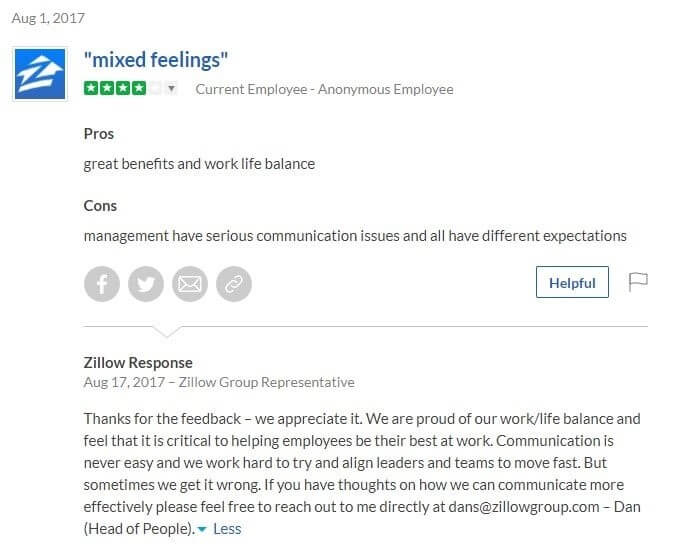 Aug 1, 2017
"mixed feelings"
Current Employee - Anonymous Employee
Pros
great benefits and work life balance
Cons
management have serious communication issues and all have different expectations
Helpful
Zillow Response
Aug 17, 2017 – Zillow Group Representative
Thanks for the feedback – we appreciate it. We are proud of our work/life balance and
feel that it is critical to helping employees be their best at work. Communication is
never easy and we work hard to try and align leaders and teams to move fast. But
sometimes we get it wrong. If you have thoughts on how we can communicate more
effectively please feel free to reach out to me directly at dans@zillowgroup.com – Dan
(Head of People). Less